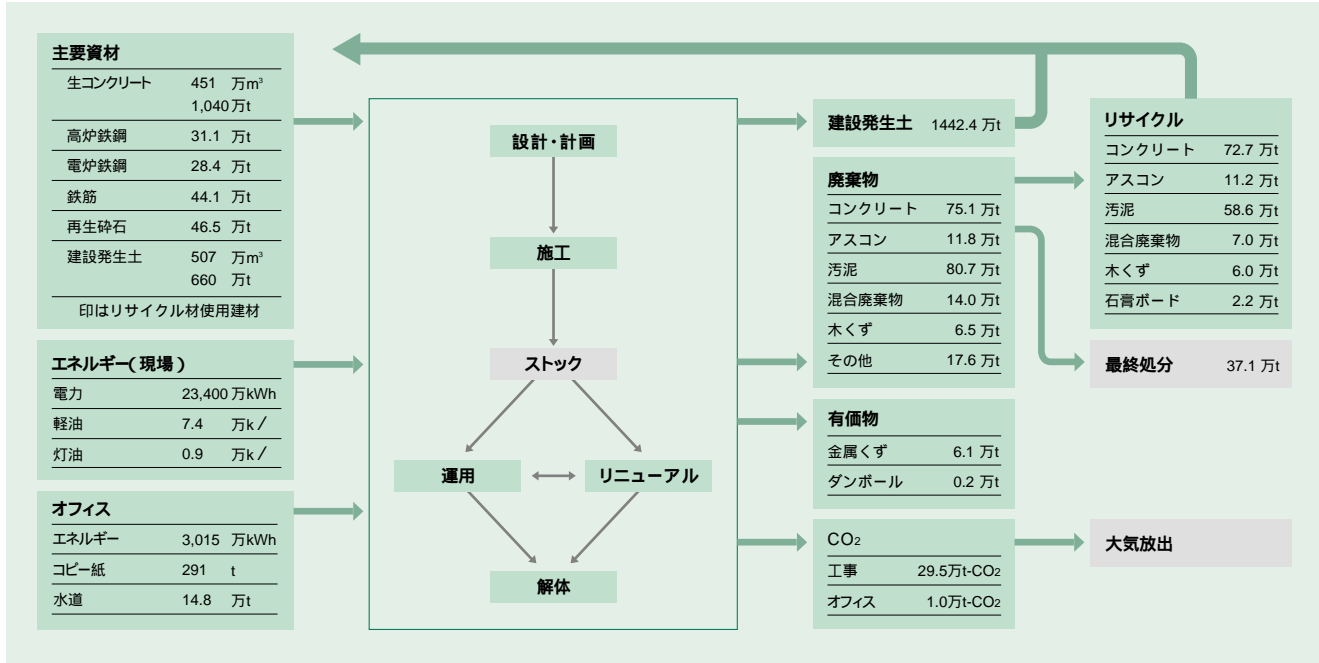 主要資材
生コンクリート 451 万m³
1,040万t
高炉鉄鋼 31.1 万t
電炉鉄鋼 28.4 万t
鉄筋 44.1 万t
再生砕石 46.5 万t
建設発生土 507 万m³
660 万t
印はリサイクル材使用建材
エネルギー(現場)
電力 23,400 万kWh
軽油 7.4 万k/
灯油 0.9 万k/
オフィス
エネルギー 3,015 万kWh
コピー紙 291 t
水道 14.8 万t
設計・計画
施工
ストック
運用
リニューアル
解体
建設発生土 1442.4 万t
廃棄物
コンクリート 75.1 万t
アスコン 11.8 万t
汚泥 80.7 万t
混合廃棄物 14.0 万t
木くず 6.5 万t
その他 17.6 万t
有価物
金属くず 6.1 万t
ダンボール 0.2 万t
CO₂
工事 29.5万t-CO₂
オフィス 1.0万t-CO₂
リサイクル
コンクリート 72.7 万t
アスコン 11.2 万t
汚泥 58.6 万t
混合廃棄物 7.0 万t
木くず 6.0 万t
石膏ボード 2.2 万t
最終処分 37.1 万t
大気放出